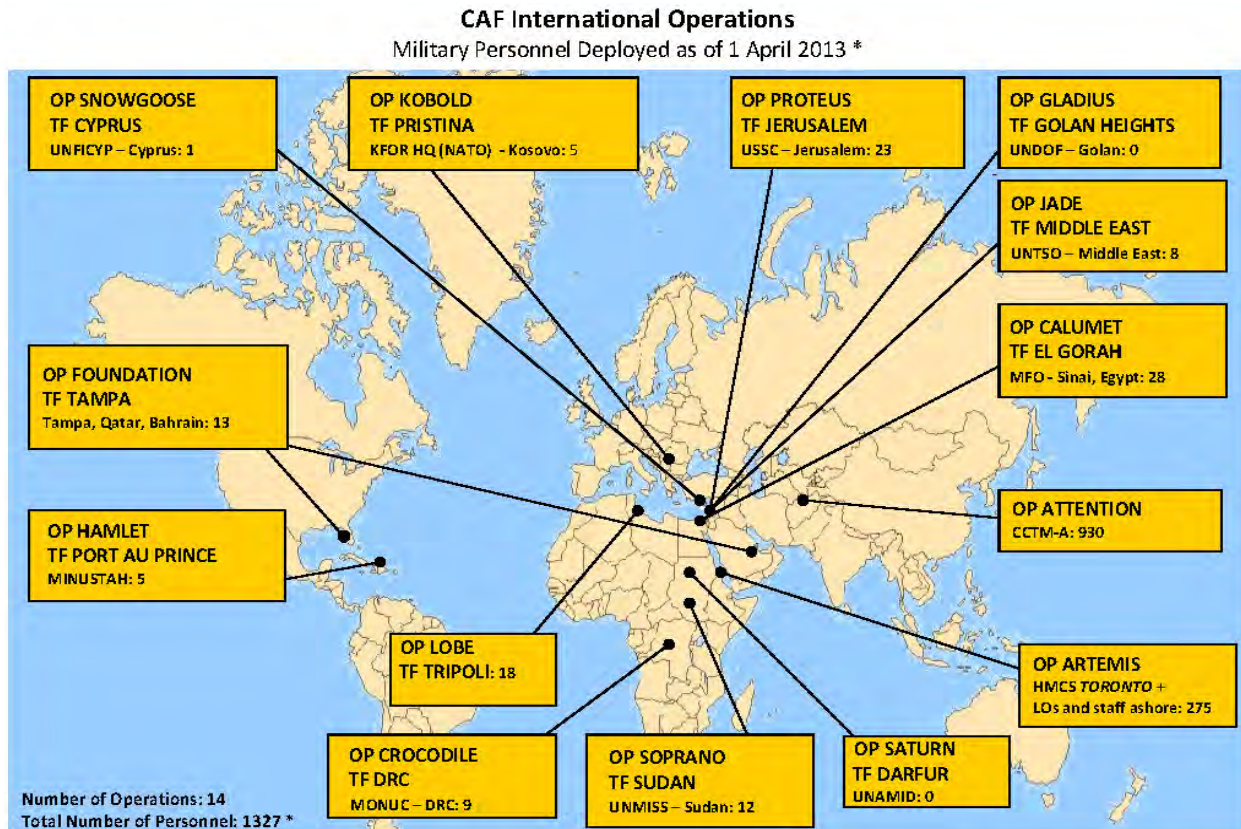 CAF International Operations
Military Personnel Deployed as of 1 April 2013 *
OP SNOWGOOSE
TF CYPRUS
UNFICYP – Cyprus: 1
OP KOBOLD
TF PRISTINA
KFOR HQ (NATO) - Kosovo: 5
OP PROTEUS
TF JERUSALEM
USSC – Jerusalem: 23
OP GLADIUS
TF GOLAN HEIGHTS
UNDOF – Golan: 0
OP JADE
TF MIDDLE EAST
UNTSO – Middle East: 8
OP CALUMET
TF EL GORAH
MFO - Sinai, Egypt: 28
OP FOUNDATION
TF TAMPA
Tampa, Qatar, Bahrain: 13
OP ATTENTION
CCTM-A: 930
OP HAMLET
TF PORT AU PRINCE
MINUSTAH: 5
OP LOBE
TF TRIPOLI: 18
OP ARTEMIS
HMCS TORONTO +
LOs and staff ashore: 275
OP CROCODILE
TF DRC
MONUC – DRC: 9
OP SOPRANO
TF SUDAN
UNMISS – Sudan: 12
OP SATURN
TF DARFUR
UNAMID: 0
Number of Operations: 14
Total Number of Personnel: 1327 *